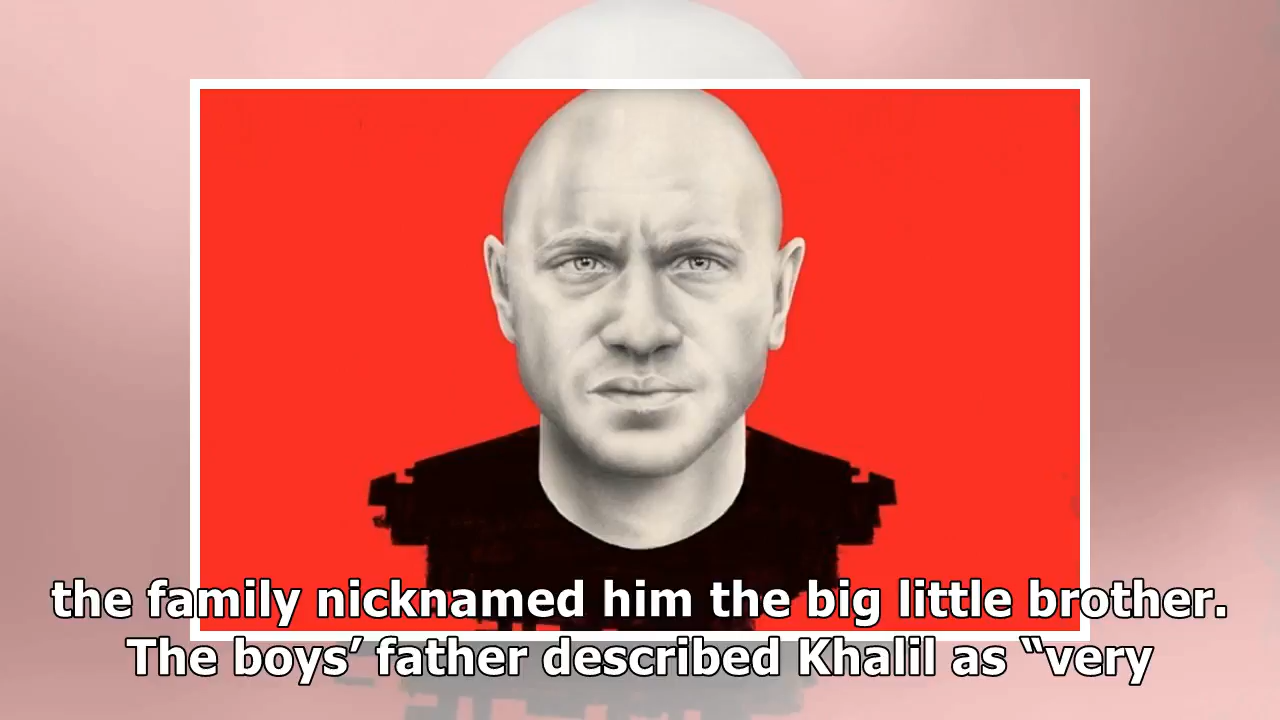 the family nicknamed him the big little brother.
The boys’ father described Khalil as “very